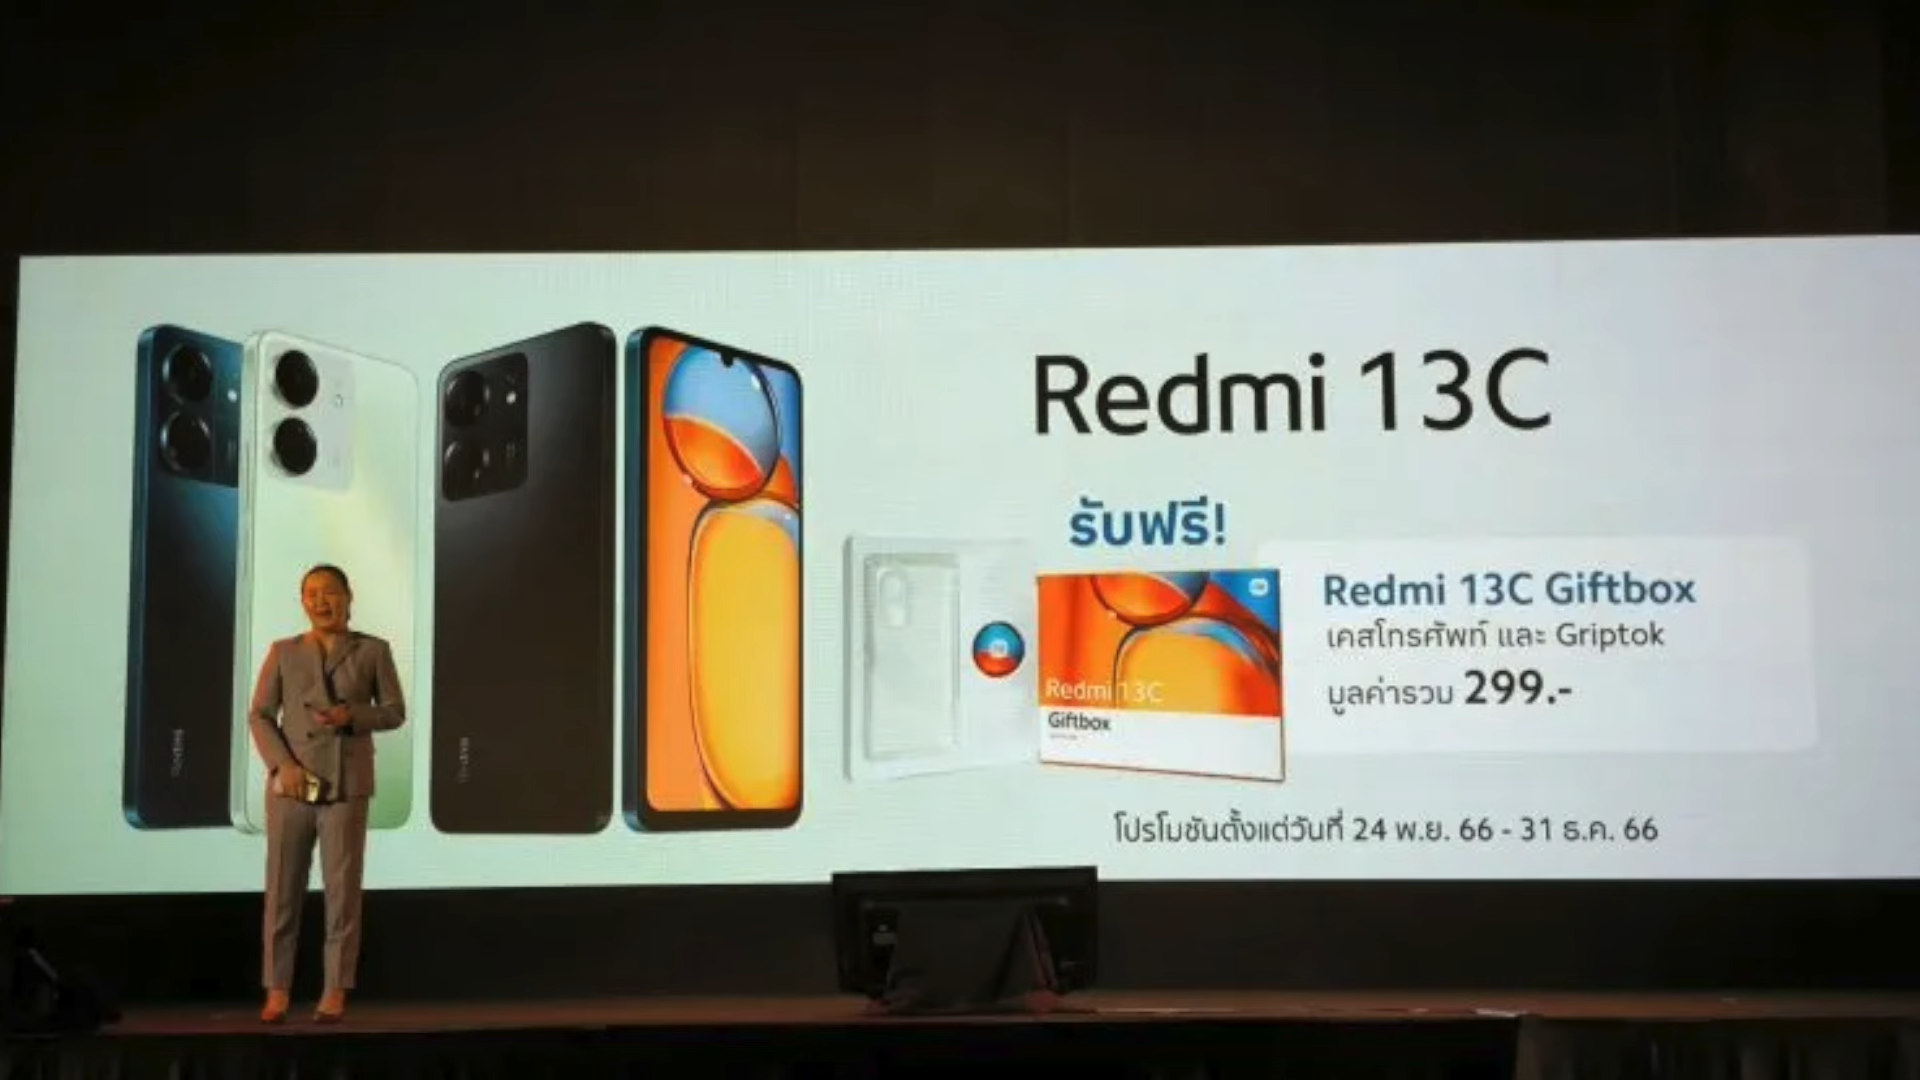 Redmi 13C
รับฟรี!
Redmi 13C Giftbox
เคสโทรศัพท์ และ Griptok
มูลค่ารวม 299.-
Redmi 13C
Giftbox
โปรโมชันตั้งแต่วันที่ 24 พ.ย. 66 - 31 ธ.ค. 66
Redmi
Redmi